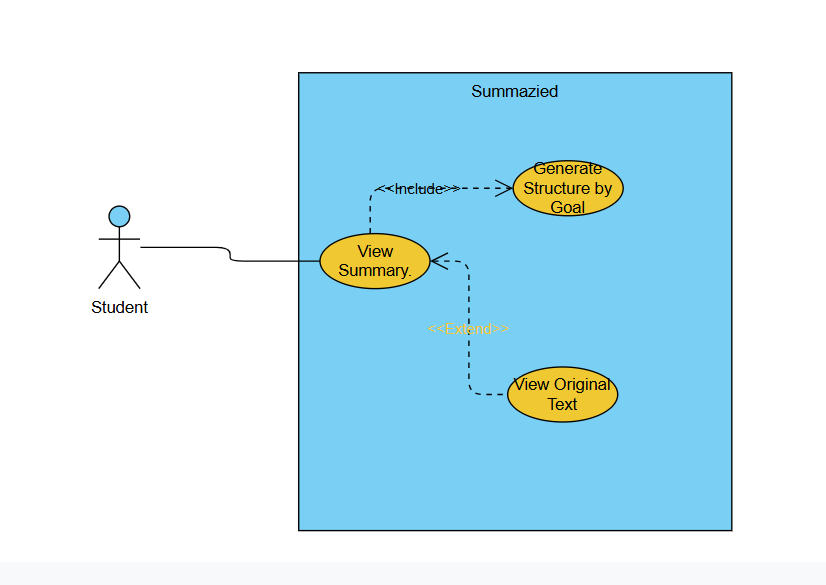 Summazied
<<Include>>
Generate
Structure by
Goal
View
Summary.
Student
<<Extend>>
View Original
Text